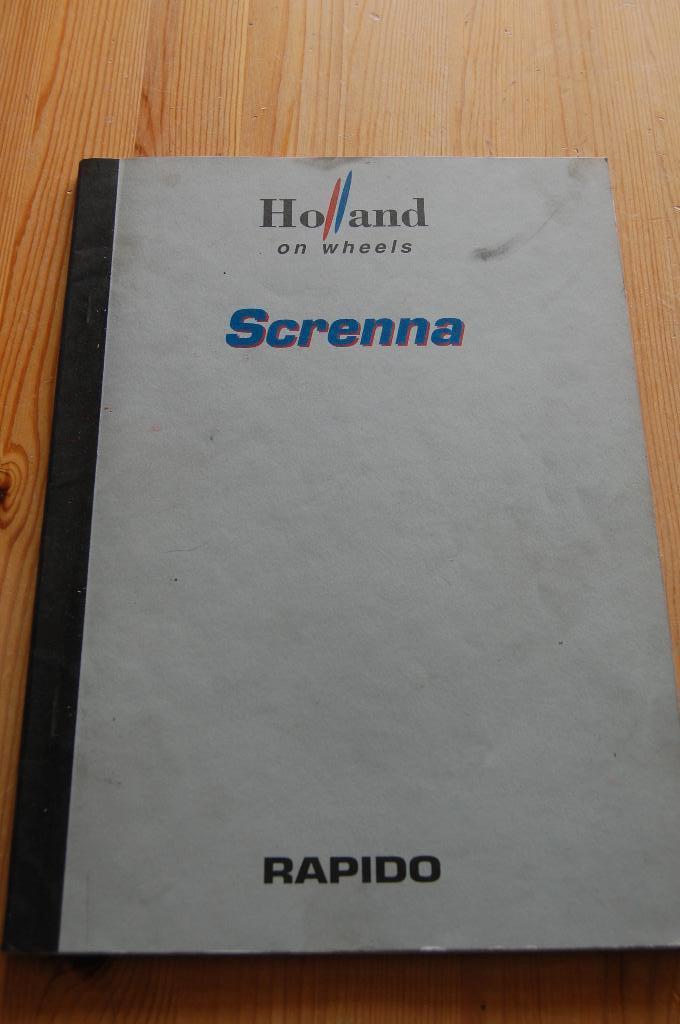 Holland
on wheels
Screnna
RAPIDO